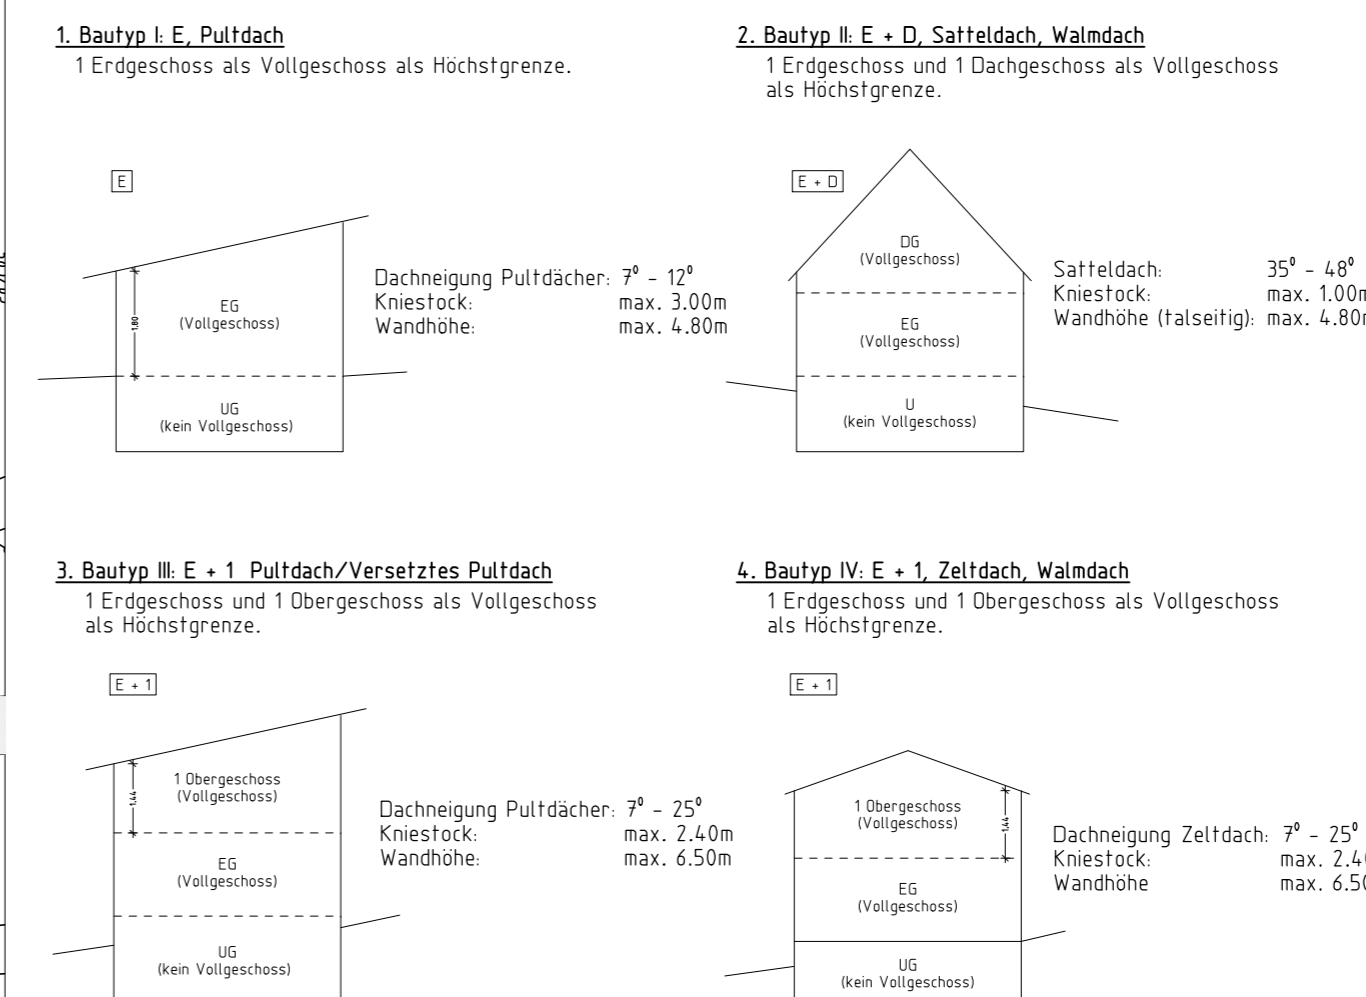 1. Bautyp I: E, Pultdach
1 Erdgeschoss als Vollgeschoss als Höchstgrenze.
E
EG
(Vollgeschoss)
1.80
UG
(kein Vollgeschoss)
Dachneigung Pultdächer: 7° - 12°
Kniestock: max. 3.00m
Wandhöhe: max. 4.80m
2. Bautyp II: E + D, Satteldach, Walmdach
1 Erdgeschoss und 1 Dachgeschoss als Vollgeschoss
als Höchstgrenze.
E + D
DG
(Vollgeschoss)
EG
(Vollgeschoss)
U
(kein Vollgeschoss)
Satteldach: 35° - 48°
Kniestock: max. 1.00m
Wandhöhe (talseitig): max. 4.80m
3. Bautyp III: E + 1 Pultdach/Versetztes Pultdach
1 Erdgeschoss und 1 Obergeschoss als Vollgeschoss
als Höchstgrenze.
E + 1
1 Obergeschoss
(Vollgeschoss)
1.44
EG
(Vollgeschoss)
UG
(kein Vollgeschoss)
Dachneigung Pultdächer: 7° - 25°
Kniestock: max. 2.40m
Wandhöhe: max. 6.50m
4. Bautyp IV: E + 1, Zeltdach, Walmdach
1 Erdgeschoss und 1 Obergeschoss als Vollgeschoss
als Höchstgrenze.
E + 1
1 Obergeschoss
(Vollgeschoss)
1.44
EG
(Vollgeschoss)
UG
(kein Vollgeschoss)
Dachneigung Zeltdach: 7° - 25°
Kniestock: max. 2.40
Wandhöhe max. 6.50